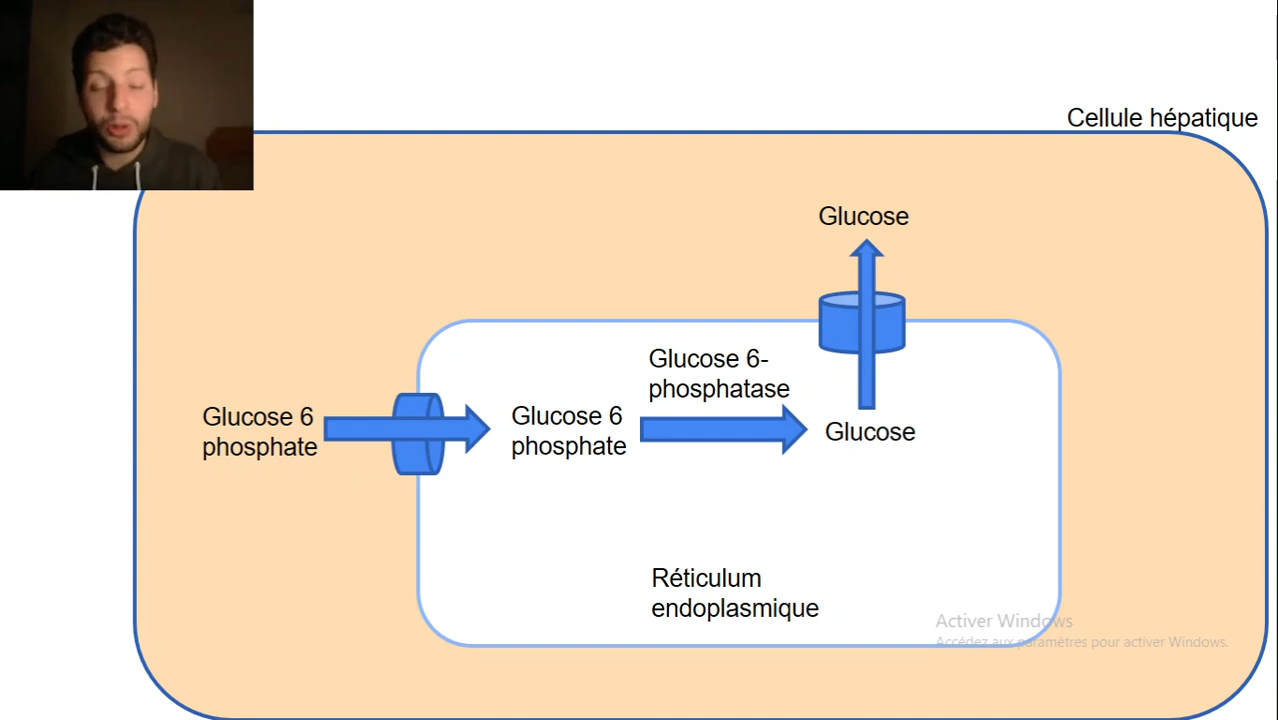 Cellule hépatique
Glucose
Glucose 6-
phosphatase
Glucose 6
phosphate
Glucose 6
phosphate
Glucose
Réticulum
endoplasmique
Activer Windows
Accédez aux paramètres pour activer Windows.